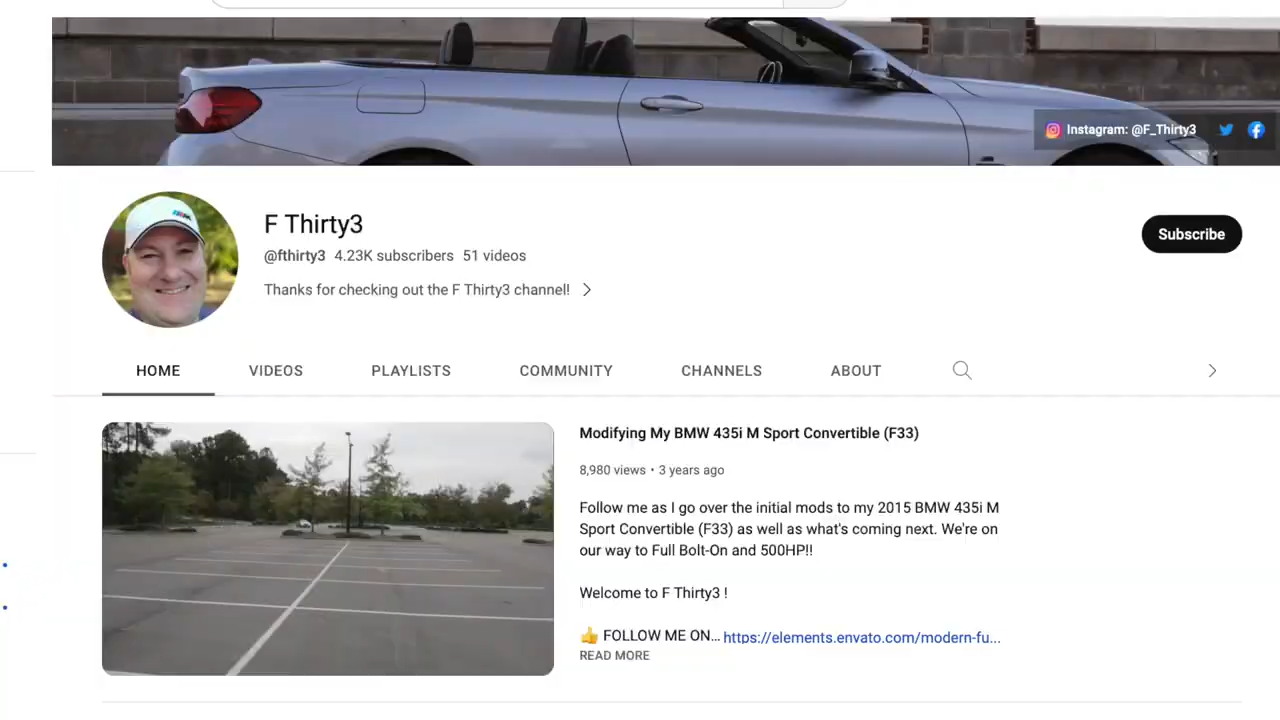 Instagram: @F_Thirty3
F Thirty3
@fthirty3 4.23K subscribers 51 videos
Thanks for checking out the F Thirty3 channel!
Subscribe
HOME VIDEOS PLAYLISTS COMMUNITY CHANNELS ABOUT
Modifying My BMW 435i M Sport Convertible (F33)
8,980 views • 3 years ago
Follow me as I go over the initial mods to my 2015 BMW 435i M
Sport Convertible (F33) as well as what's coming next. We're on
our way to Full Bolt-On and 500HP!!
Welcome to F Thirty3 !
👍 FOLLOW ME ON... https://elements.envato.com/modern-fu...
READ MORE